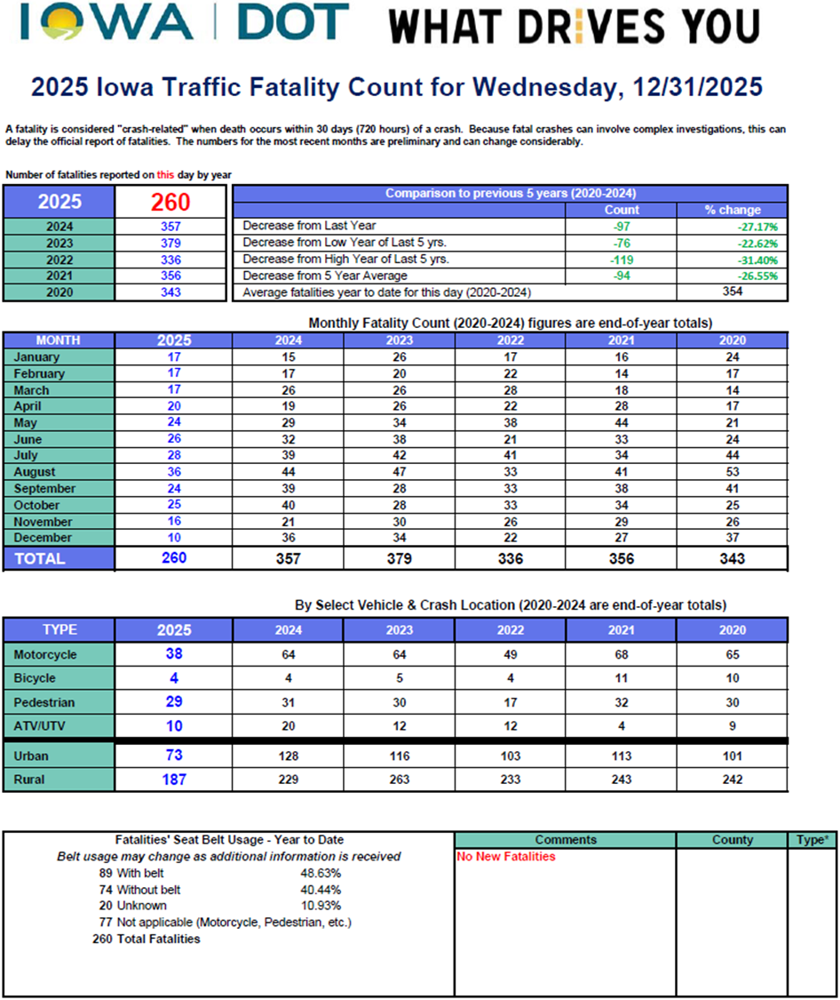 IOWA | DOT WHAT DRIVES YOU
2025 Iowa Traffic Fatality Count for Wednesday, 12/31/2025
A fatality is considered "crash-related" when death occurs within 30 days (720 hours) of a crash. Because fatal crashes can involve complex investigations, this can
delay the official report of fatalities. The numbers for the most recent months are preliminary and can change considerably.
Number of fatalities reported on this day by year
2025 260 Comparison to previous 5 years (2020-2024)
Count % change
2024 357 Decrease from Last Year -97 -27.17%
2023 379 Decrease from Low Year of Last 5 yrs. -76 -22.62%
2022 336 Decrease from High Year of Last 5 yrs. -119 -31.40%
2021 356 Decrease from 5 Year Average -94 -26.55%
2020 343 Average fatalities year to date for this day (2020-2024) 354
Monthly Fatality Count (2020-2024) figures are end-of-year totals)
MONTH 2025 2024 2023 2022 2021 2020
January 17 15 26 17 16 24
February 17 17 20 22 14 17
March 17 26 26 28 18 14
April 20 19 26 22 28 17
May 24 29 34 38 44 21
June 26 32 38 21 33 24
July 28 39 42 41 34 44
August 36 44 47 33 41 53
September 24 39 28 33 38 41
October 25 40 28 33 34 25
November 16 21 30 26 29 26
December 10 36 34 22 27 37
TOTAL 260 357 379 336 356 343
By Select Vehicle & Crash Location (2020-2024 are end-of-year totals)
TYPE 2025 2024 2023 2022 2021 2020
Motorcycle 38 64 64 49 68 65
Bicycle 4 4 5 4 11 10
Pedestrian 29 31 30 17 32 30
ATV/UTV 10 20 12 12 4 9
Urban 73 128 116 103 113 101
Rural 187 229 263 233 243 242
Fatalities' Seat Belt Usage - Year to Date
Belt usage may change as additional information is received
89 With belt 48.63%
74 Without belt 40.44%
20 Unknown 10.93%
77 Not applicable (Motorcycle, Pedestrian, etc.)
260 Total Fatalities
Comments County Type*
No New Fatalities